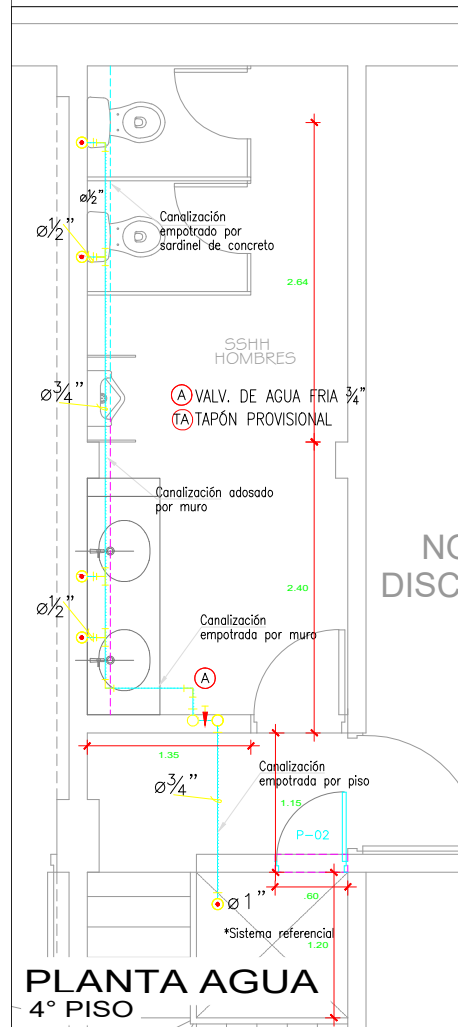 ø½"
Canalización
empotrado por
sardinel de concreto
ø½"
2.64
SSHH
HOMBRES
ø¾"
A VALV. DE AGUA FRIA ¾"
TA TAPÓN PROVISIONAL
Canalización adosado
por muro
NO
DISC
2.40
ø½"
Canalización
empotrada por muro
A
1.35
Canalización
empotrada por piso
ø¾"
1.15
P-02
.60
ø1"
*Sistema referencial
1.20
PLANTA AGUA
4° PISO